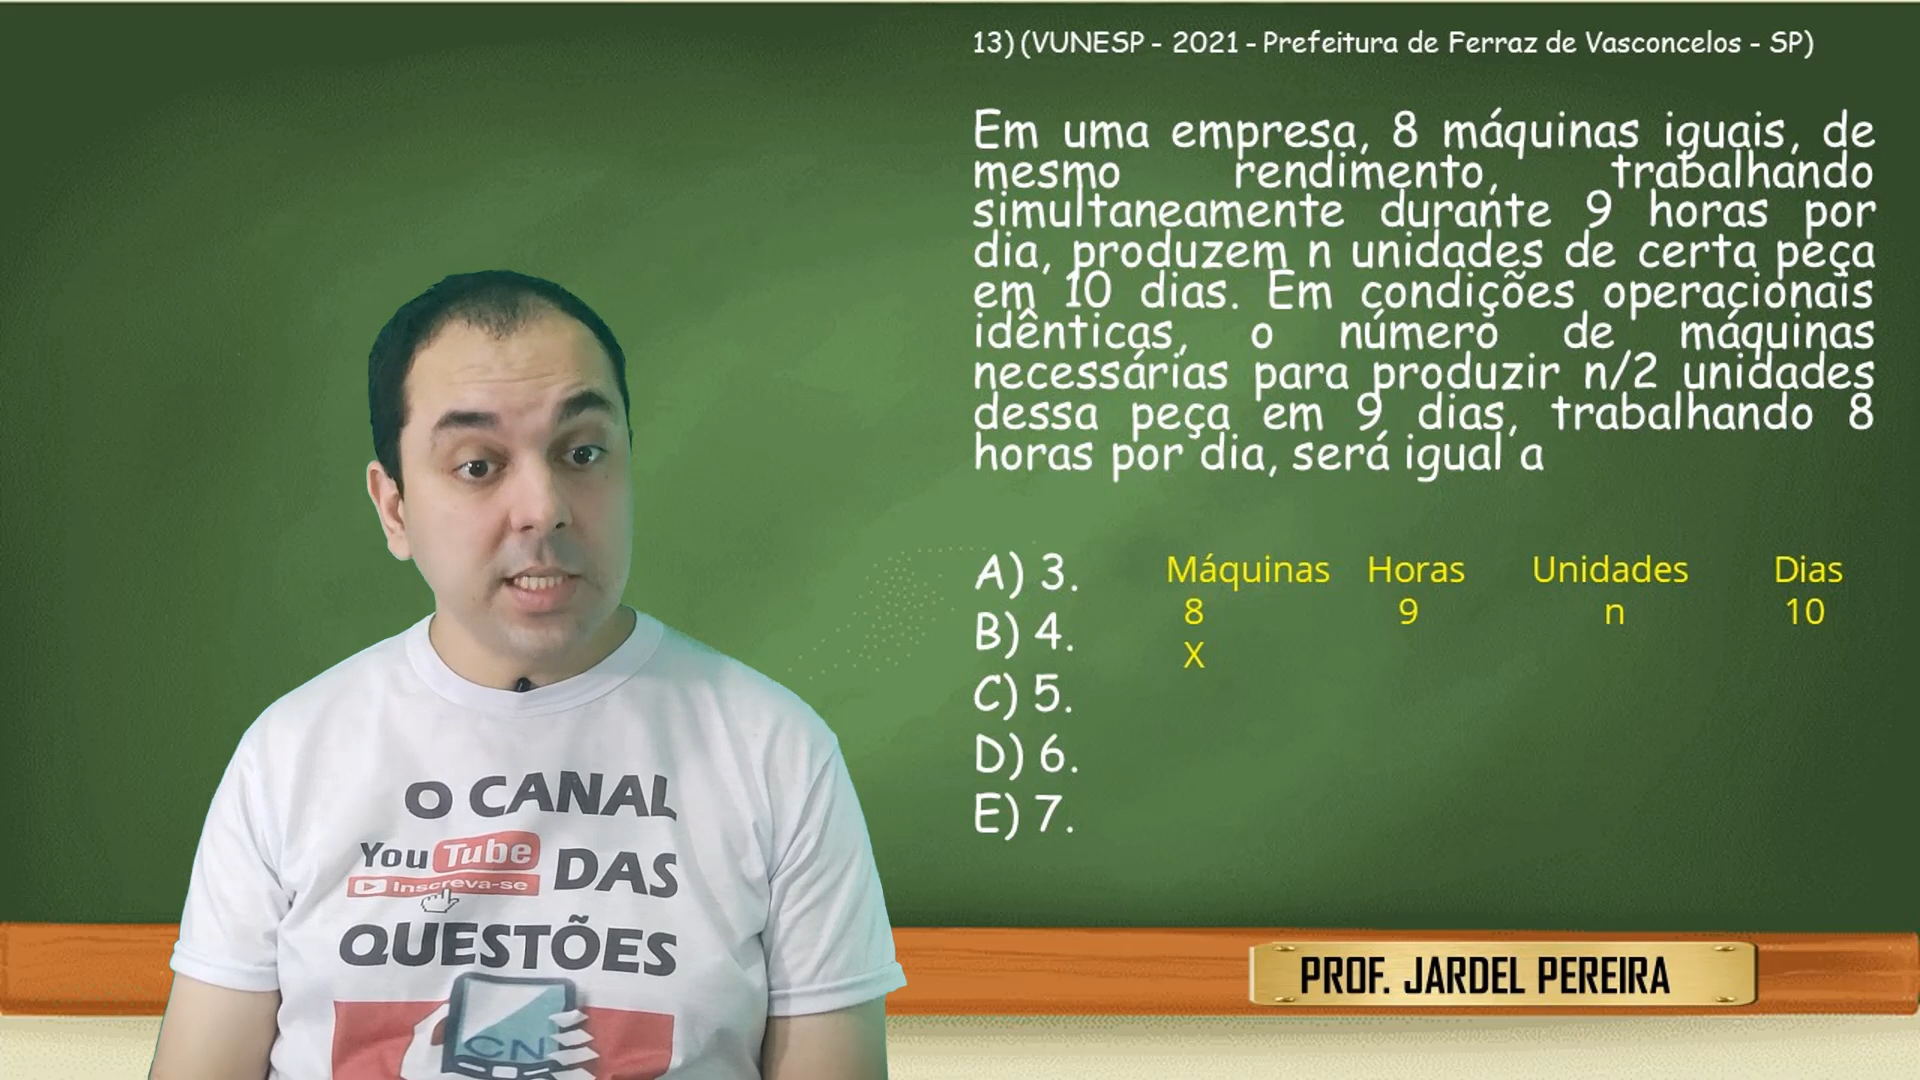 13) (VUNESP - 2021 - Prefeitura de Ferraz de Vasconcelos - SP)
Em uma empresa, 8 máquinas iguais, de
mesmo rendimento, trabalhando
simultaneamente durante 9 horas por
dia, produzem n unidades de certa peça
em 10 dias. Em condições operacionais
idênticas, o número de máquinas
necessárias para produzir n/2 unidades
dessa peça em 9 dias, trabalhando 8
horas por dia, será igual a
A) 3.
B) 4.
C) 5.
D) 6.
E) 7.
Máquinas Horas Unidades Dias
8 9 n 10
X
O CANAL
YouTube DAS
Inscreva-se
QUESTÕES
CN
PROF. JARDEL PEREIRA